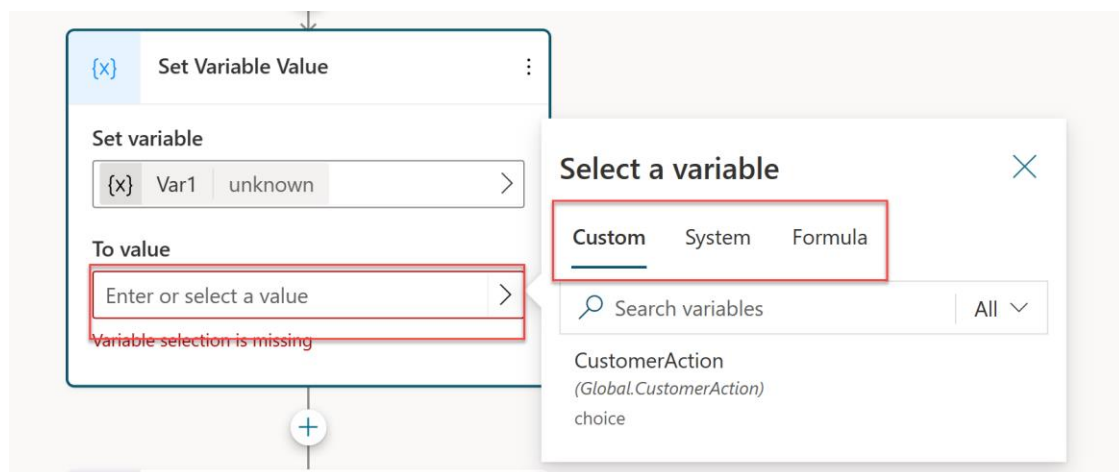 {x} Set Variable Value
Set variable
{x} Var1 unknown
To value
Enter or select a value
Variable selection is missing
Select a variable
Custom System Formula
Search variables All
CustomerAction
(Global.CustomerAction)
choice